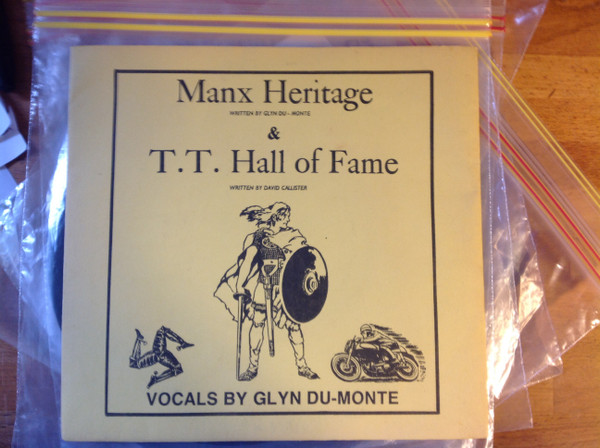 Manx Heritage
WRITTEN BY GLYN DU-MONTE
&
T.T. Hall of Fame
WRITTEN BY DAVID CALLISTER
VOCALS BY GLYN DU-MONTE